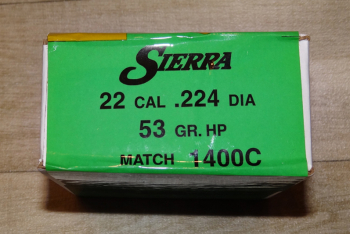 SIERRA
22 CAL .224 DIA
53 GR. HP
MATCH 1400C